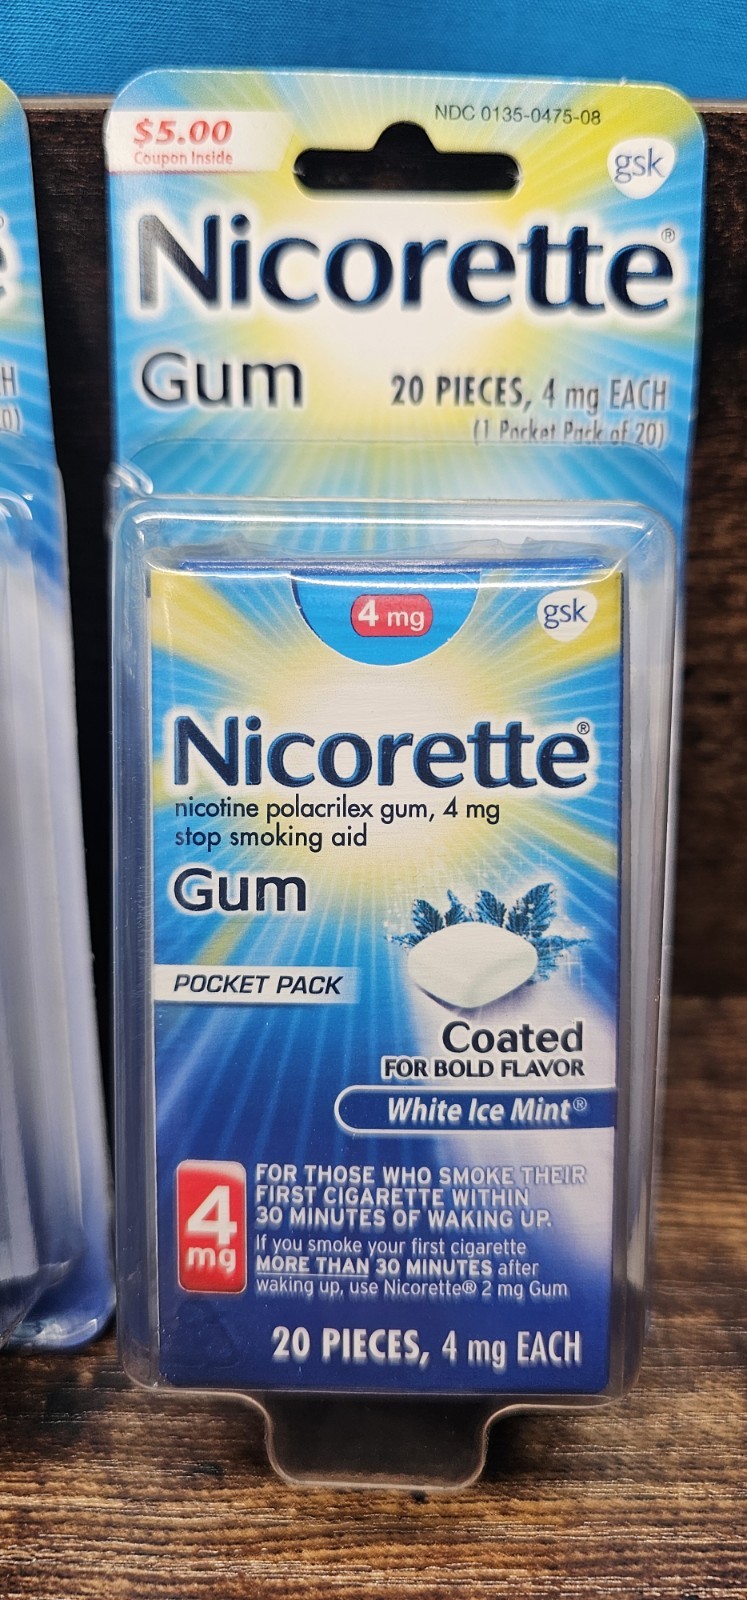 $5.00
Coupon Inside
NDC 0135-0475-08
gsk
Nicorette®
Gum
20 PIECES, 4 mg EACH
(1 Pocket Pack of 20)
4 mg
gsk
Nicorette®
nicotine polacrilex gum, 4 mg
stop smoking aid
Gum
POCKET PACK
Coated
FOR BOLD FLAVOR
White Ice Mint®
4
mg
FOR THOSE WHO SMOKE THEIR
FIRST CIGARETTE WITHIN
30 MINUTES OF WAKING UP.
If you smoke your first cigarette
MORE THAN 30 MINUTES after
waking up, use Nicorette® 2 mg Gum
20 PIECES, 4 mg EACH